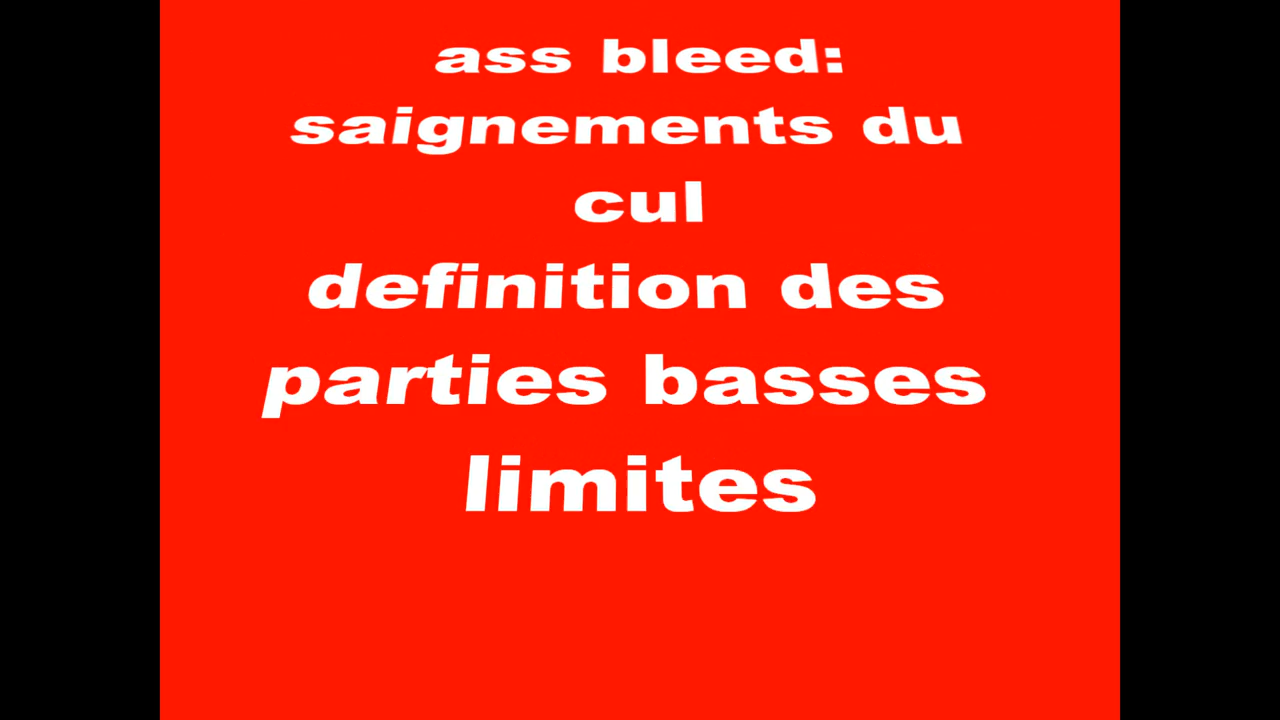 ass bleed:
saignements du
cul
definition des
parties basses
limites